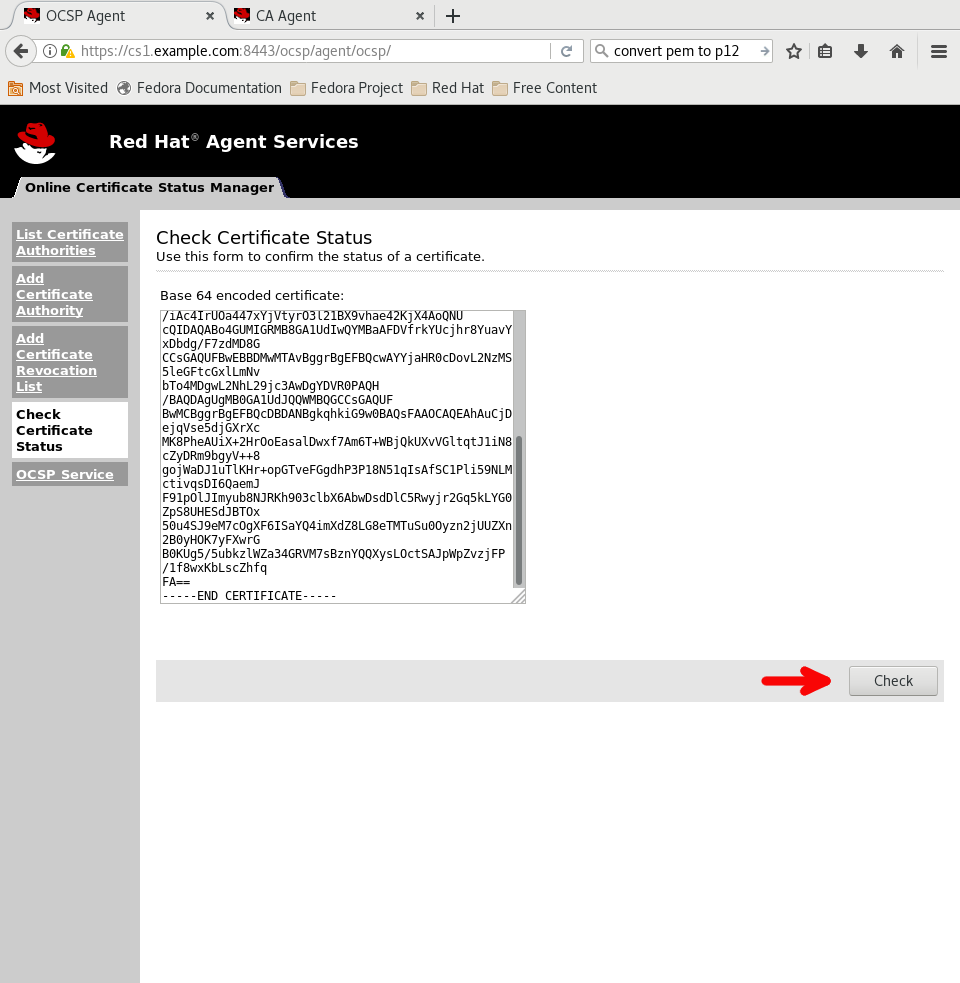 OCSP Agent
CA Agent
https://cs1.example.com:8443/ocsp/agent/ocsp/
convert pem to p12
Most Visited
Fedora Documentation
Fedora Project
Red Hat
Free Content
Red Hat® Agent Services
Online Certificate Status Manager
List Certificate
Authorities
Add
Certificate
Authority
Add
Certificate
Revocation
List
Check
Certificate
Status
OCSP Service
Check Certificate Status
Use this form to confirm the status of a certificate.
Base 64 encoded certificate:
/iAc4IrUOa447xYjVtyrO3l21BX9vhae42KjX4AoQNU
cQIDAQABo4GUMIGRMB8GA1UdIwQYMBaAFDVfrkYUcjhr8YuavY
xDbdg/F7zdMD8G
CCsGAQUFBwEBBDMwMTAvBggrBgEFBQcwAYYjaHR0cDovL2NzMS
5leGFtcGxlLmNv
bTo4MDgwL2NhL29jc3AwDgYDVR0PAQH
/BAQDAgUgMB0GA1UdJQQWMBQGCCsGAQUF
BwMCBggrBgEFBQcDBDANBgkqhkiG9w0BAQsFAAOCAQEAhAuCjD
ejqVse5djGXrXc
MK8PheAUiX+2HrOoEasalDwxf7Am6T+WBjQkUXvVGltqtJ1iN8
cZyDRm9bgyV++8
gojWaDJ1uTlKHr+opGTveFGgdhP3P18N51qIsAfSC1Pli59NLM
ctivqsDI6QaemJ
F91pOlJImyub8NJRKh903clbX6AbwDsdDlC5Rwyjr2Gq5kLYG0
ZpS8UHESdJBTOx
50u4SJ9eM7cOgXF6ISaYQ4imXdZ8LG8eTMTuSu0Oyzn2jUUZXn
2B0yHOK7yFXwrG
B0KUg5/5ubkzlWZa34GRVM7sBznYQQXysLOctSAJpWpZvzjFP
/1f8wxKbLscZhfq
FA==
-----END CERTIFICATE-----
Check